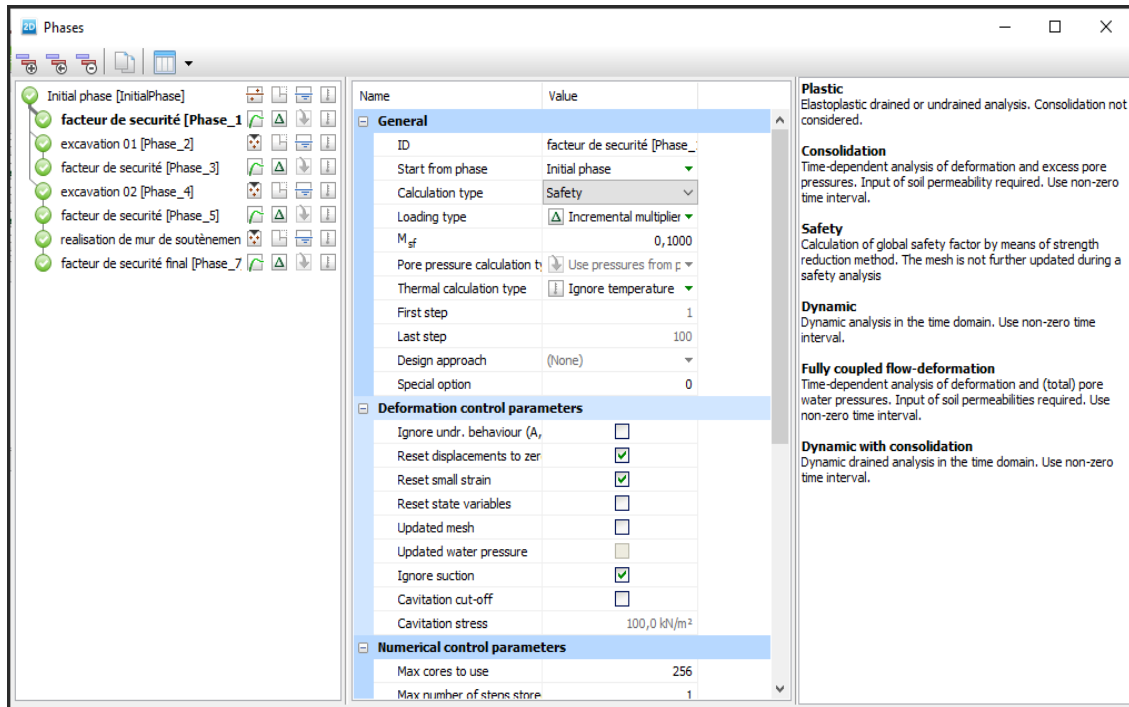 2D Phases
Initial phase [InitialPhase]
facteur de securité [Phase_1
excavation 01 [Phase_2]
facteur de securité [Phase_3]
excavation 02 [Phase_4]
facteur de securité [Phase_5]
realisation de mur de soutènemen
facteur de securité final [Phase_7
Name Value
General
ID facteur de securité [Phase_
Start from phase Initial phase
Calculation type Safety
Loading type Incremental multiplier
Msf 0,1000
Pore pressure calculation ty Use pressures from p
Thermal calculation type Ignore temperature
First step 1
Last step 100
Design approach (None)
Special option 0
Deformation control parameters
Ignore undr. behaviour (A,
Reset displacements to zer
Reset small strain
Reset state variables
Updated mesh
Updated water pressure
Ignore suction
Cavitation cut-off
Cavitation stress 100,0 kN/m²
Numerical control parameters
Max cores to use 256
Max number of steps store 1
Plastic
Elastoplastic drained or undrained analysis. Consolidation not
considered.
Consolidation
Time-dependent analysis of deformation and excess pore
pressures. Input of soil permeability required. Use non-zero
time interval.
Safety
Calculation of global safety factor by means of strength
reduction method. The mesh is not further updated during a
safety analysis
Dynamic
Dynamic analysis in the time domain. Use non-zero time
interval.
Fully coupled flow-deformation
Time-dependent analysis of deformation and (total) pore
water pressures. Input of soil permeabilities required. Use
non-zero time interval.
Dynamic with consolidation
Dynamic drained analysis in the time domain. Use non-zero
time interval.